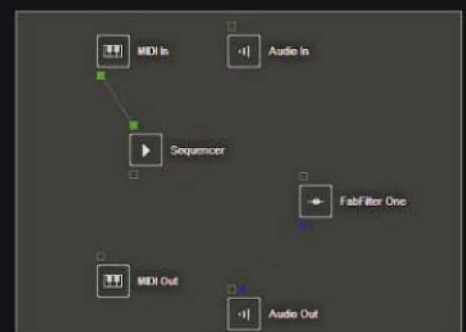 MIDI In
Audio In
Sequencer
FabFilter One
MIDI Out
Audio Out